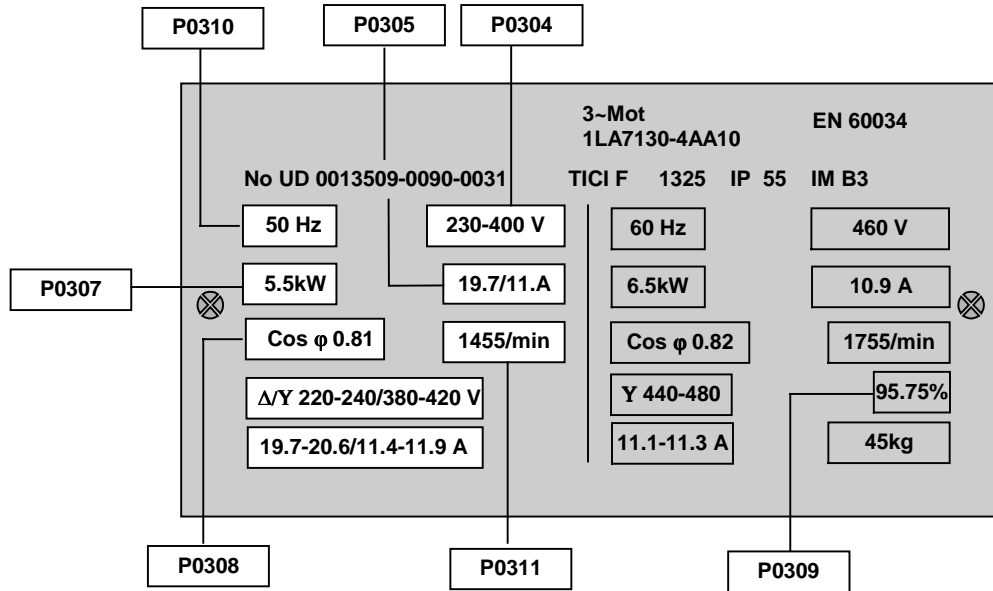 P0310 P0305 P0304
3~Mot EN 60034
1LA7130-4AA10
No UD 0013509-0090-0031 TICI F 1325 IP 55 IM B3
50 Hz 230-400 V 60 Hz 460 V
P0307 5.5kW 19.7/11.A 6.5kW 10.9 A
Cos φ 0.81 1455/min Cos φ 0.82 1755/min
Δ/Y 220-240/380-420 V Y 440-480 95.75%
19.7-20.6/11.4-11.9 A 11.1-11.3 A 45kg
P0308 P0311 P0309